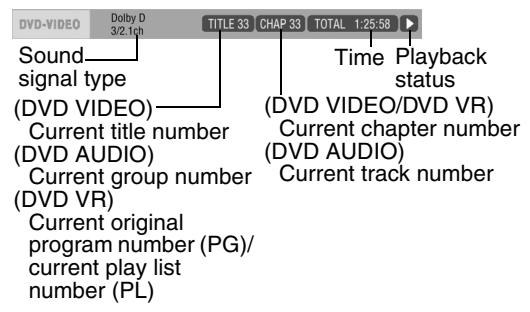 DVD-VIDEO Dolby D TITLE 33 CHAP 33 TOTAL 1:25:58
3/2.1ch
Sound
signal type
Time
Playback
status
(DVD VIDEO)
Current title number
(DVD AUDIO)
Current group number
(DVD VR)
Current original
program number (PG)/
current play list
number (PL)
(DVD VIDEO/DVD VR)
Current chapter number
(DVD AUDIO)
Current track number